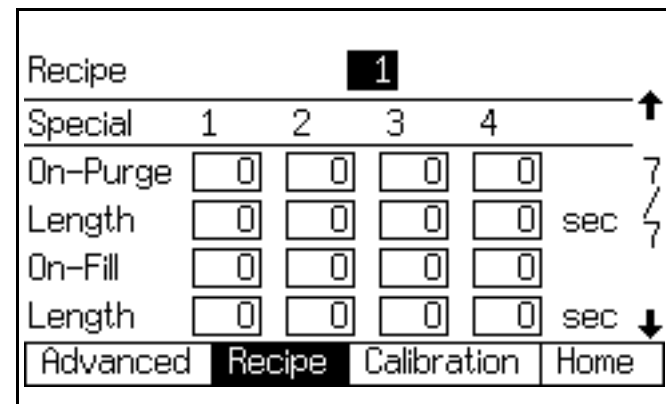 Recipe 1
Special 1 2 3 4
On-Purge 0 0 0 0
Length 0 0 0 0 sec
On-Fill 0 0 0 0
Length 0 0 0 0 sec
7/7
Advanced Recipe Calibration Home